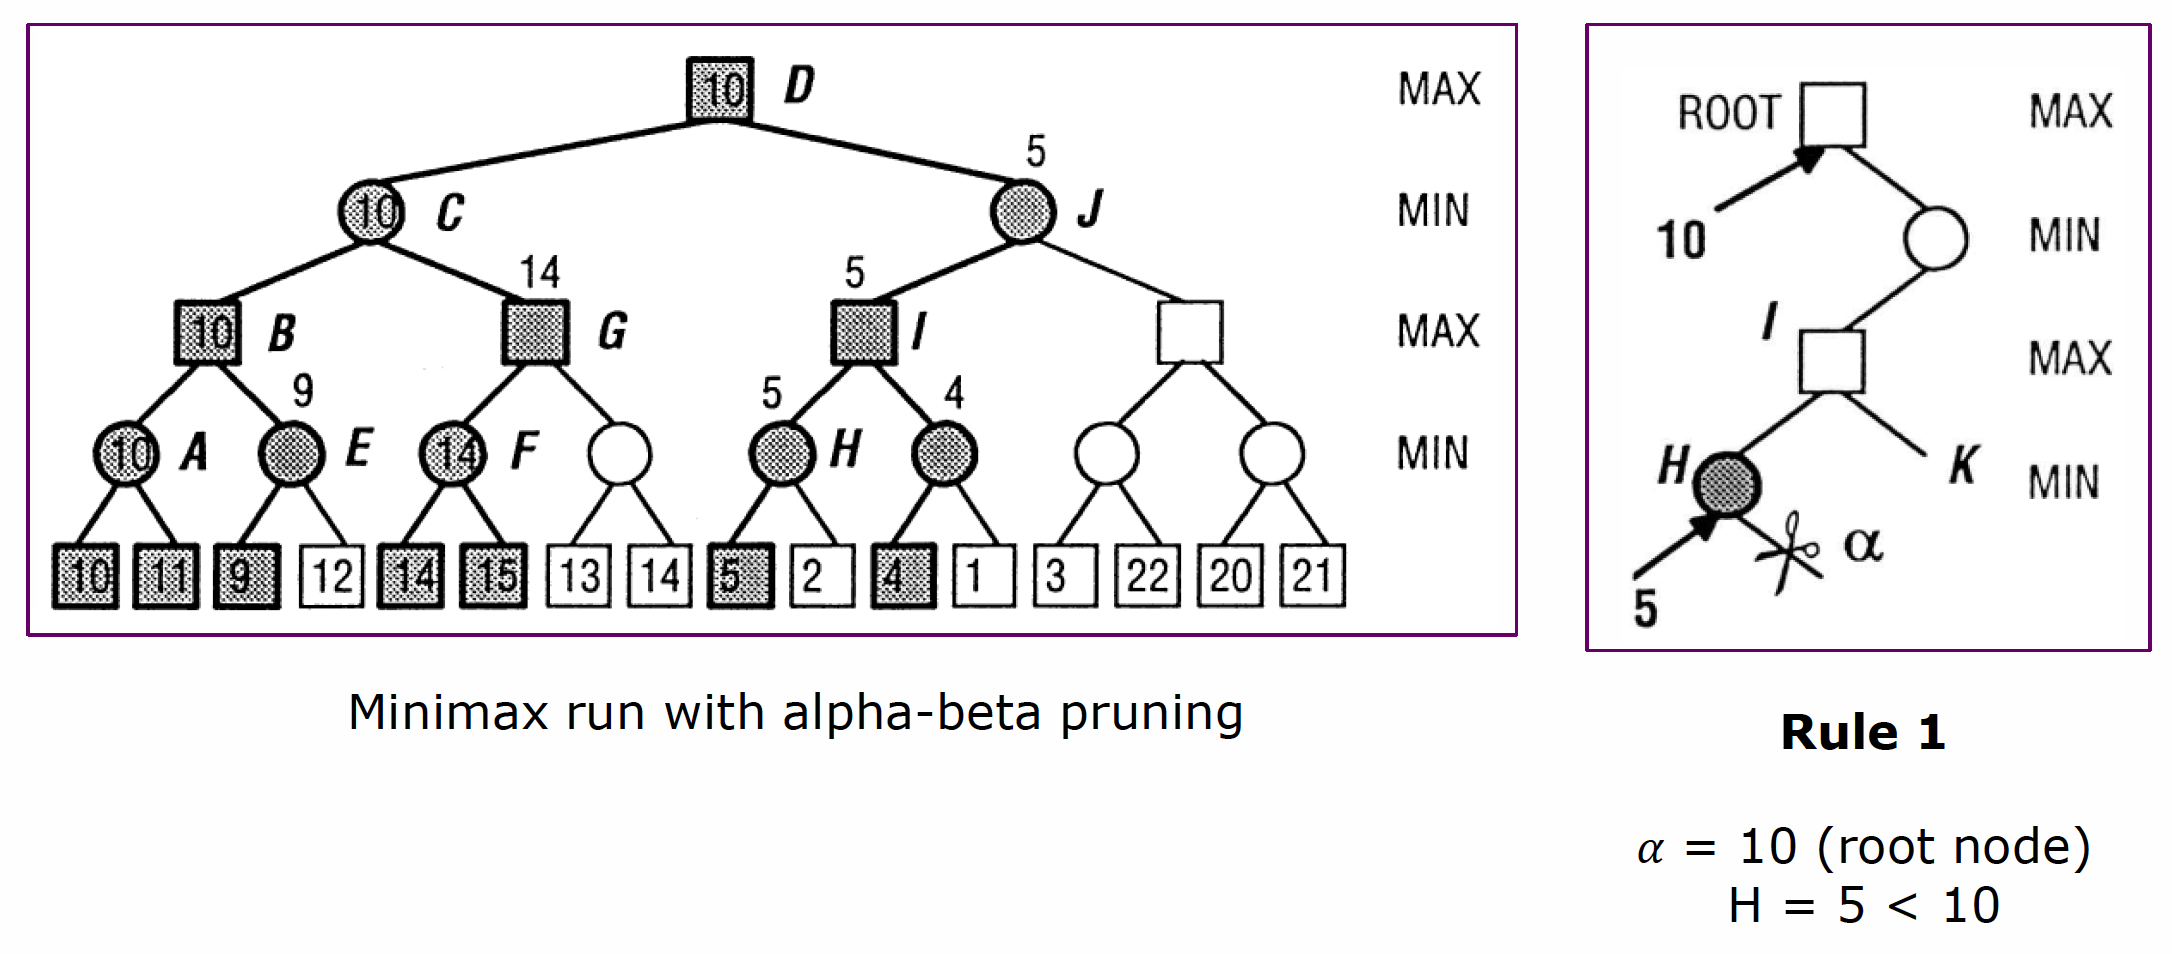 10 D MAX
5
10 C J MIN
14 5
10 B G I MAX
9 5 4
10 A E 14 F H MIN
10 11 9 12 14 15 13 14 5 2 4 1 3 22 20 21
Minimax run with alpha-beta pruning
ROOT MAX
10 MIN
I MAX
H K MIN
α
5
Rule 1
α = 10 (root node)
H = 5 < 10